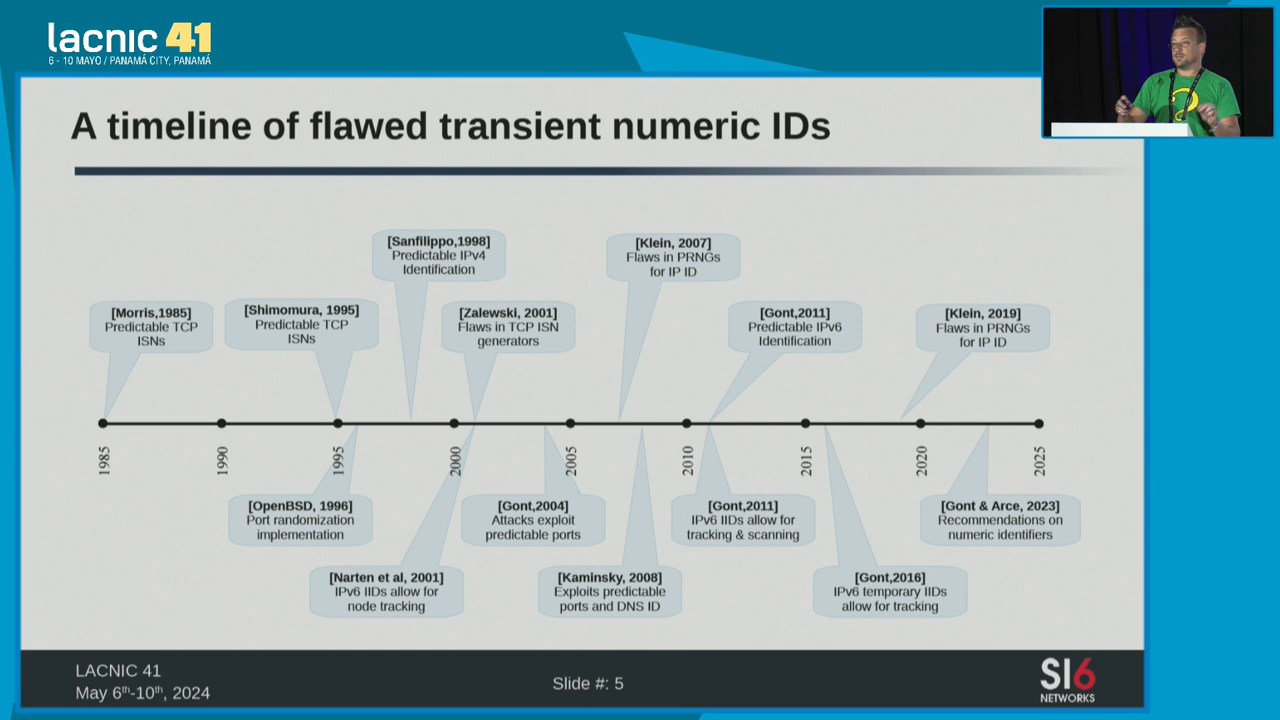 lacnic 41
6 - 10 MAYO / PANAMÁ CITY, PANAMÁ
A timeline of flawed transient numeric IDs
[Sanfilippo,1998]
Predictable IPv4
Identification
[Klein, 2007]
Flaws in PRNGs
for IP ID
[Morris,1985]
Predictable TCP
ISNs
[Shimomura, 1995]
Predictable TCP
ISNs
[Zalewski, 2001]
Flaws in TCP ISN
generators
[Gont,2011]
Predictable IPv6
Identification
[Klein, 2019]
Flaws in PRNGs
for IP ID
1985
1990
1995
2000
2005
2010
2015
2020
2025
[OpenBSD, 1996]
Port randomization
implementation
[Gont,2004]
Attacks exploit
predictable ports
[Gont,2011]
IPv6 IIDs allow for
tracking & scanning
[Gont & Arce, 2023]
Recommendations on
numeric identifiers
[Narten et al, 2001]
IPv6 IIDs allow for
node tracking
[Kaminsky, 2008]
Exploits predictable
ports and DNS ID
[Gont,2016]
IPv6 temporary IIDs
allow for tracking
LACNIC 41
May 6th-10th, 2024
Slide #: 5
SI6
NETWORKS